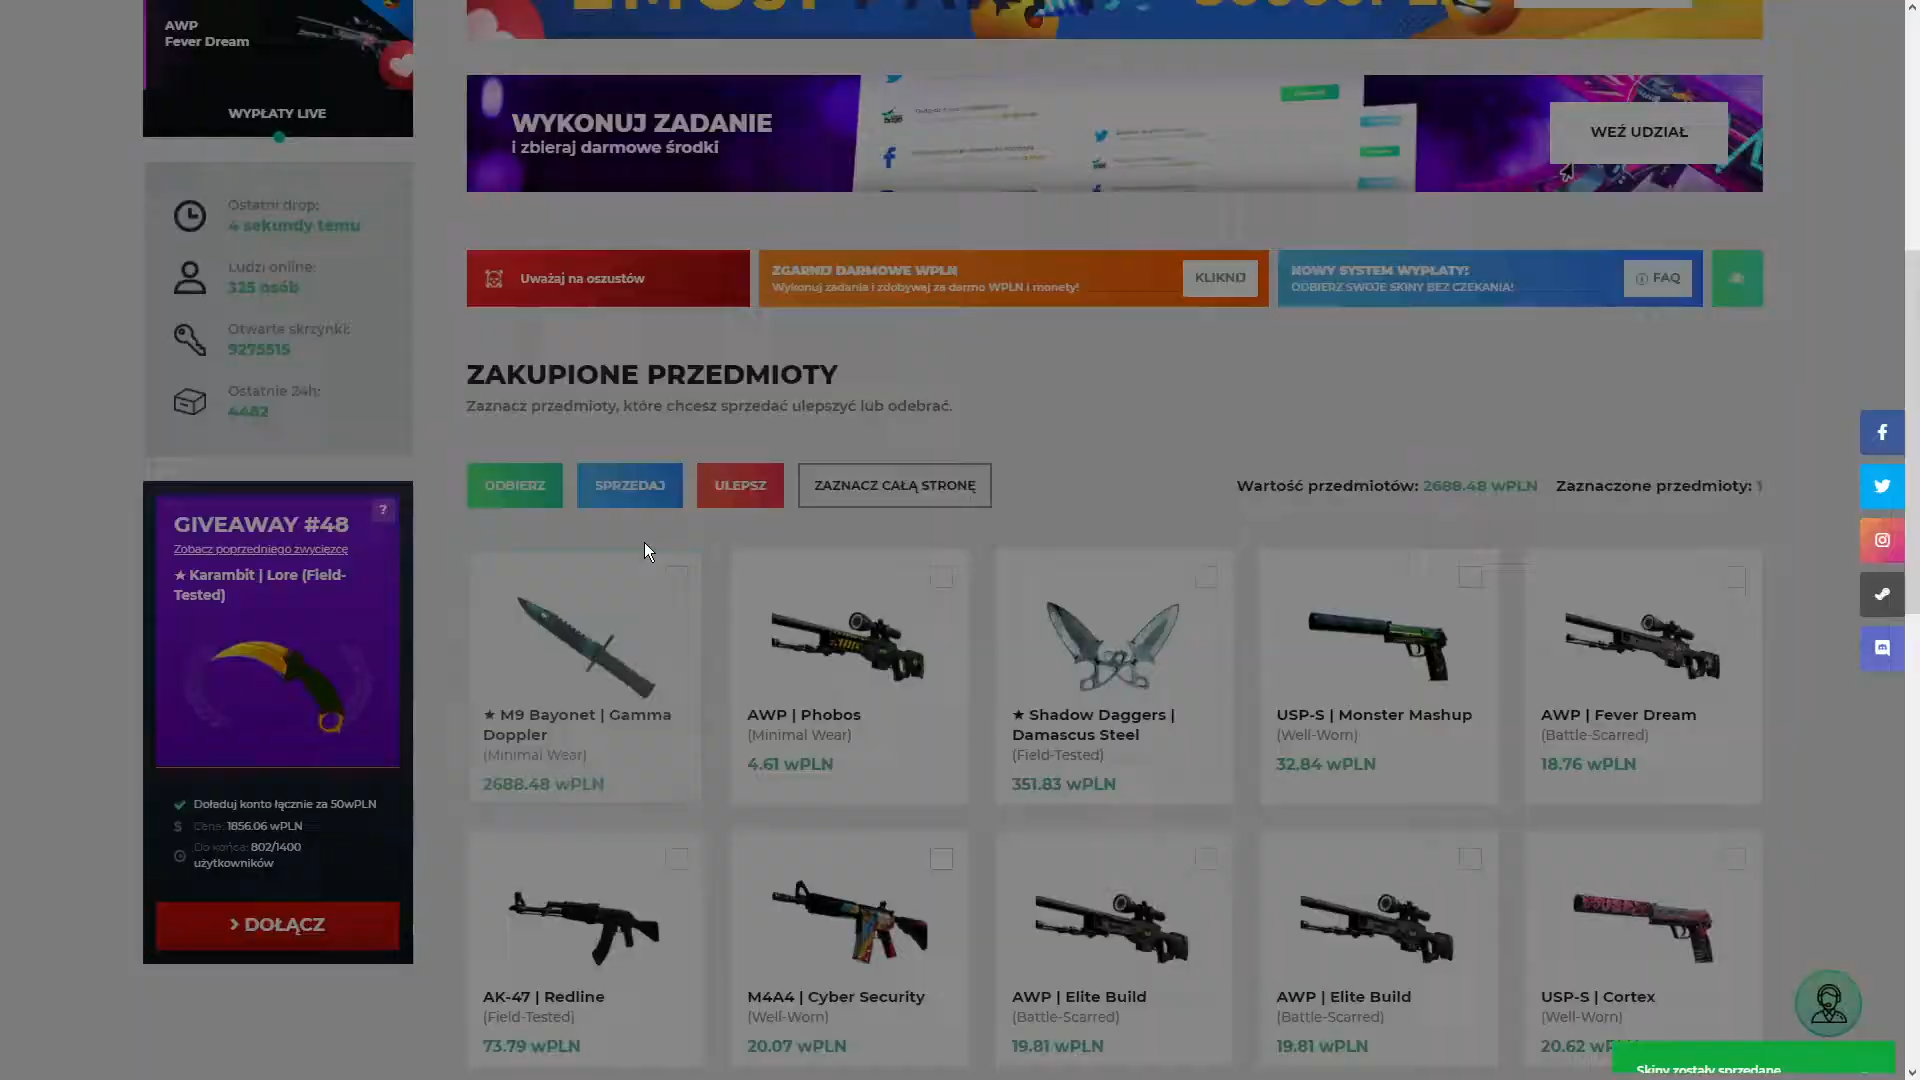 AWP
Fever Dream
WYPŁATY LIVE
Ostatni drop:
4 sekundy temu
Ludzi online:
325 osób
Otwarte skrzynki:
9275515
Ostatnie 24h:
4482
GIVEAWAY #48
?
Zobacz poprzedniego zwycięzcę
★ Karambit | Lore (Field-
Tested)
Doładuj konto łącznie za 50wPLN
Cena: 1856.06 wPLN
Do końca: 802/1400
użytkowników
> DOŁĄCZ
WYKONUJ ZADANIE
i zbieraj darmowe środki
WEŹ UDZIAŁ
Uważaj na oszustów
ZGARNIJ DARMOWE WPLN
Wykonuj zadania i zdobywaj za darmo WPLN i monety!
KLIKNIJ
NOWY SYSTEM WYPŁATY!
ODBIERZ SWOJE SKINY BEZ CZEKANIA!
FAQ
ZAKUPIONE PRZEDMIOTY
Zaznacz przedmioty, które chcesz sprzedać ulepszyć lub odebrać.
ODBIERZ
SPRZEDAJ
ULEPSZ
ZAZNACZ CAŁĄ STRONĘ
Wartość przedmiotów: 2688.48 wPLN
Zaznaczone przedmioty: 1
★ M9 Bayonet | Gamma
Doppler
(Minimal Wear)
2688.48 wPLN
AWP | Phobos
(Minimal Wear)
4.61 wPLN
★ Shadow Daggers |
Damascus Steel
(Field-Tested)
351.83 wPLN
USP-S | Monster Mashup
(Well-Worn)
32.84 wPLN
AWP | Fever Dream
(Battle-Scarred)
18.76 wPLN
AK-47 | Redline
(Field-Tested)
73.79 wPLN
M4A4 | Cyber Security
(Well-Worn)
20.07 wPLN
AWP | Elite Build
(Battle-Scarred)
19.81 wPLN
AWP | Elite Build
(Battle-Scarred)
19.81 wPLN
USP-S | Cortex
(Well-Worn)
20.62 wPLN
Skiny zostały sprzedane